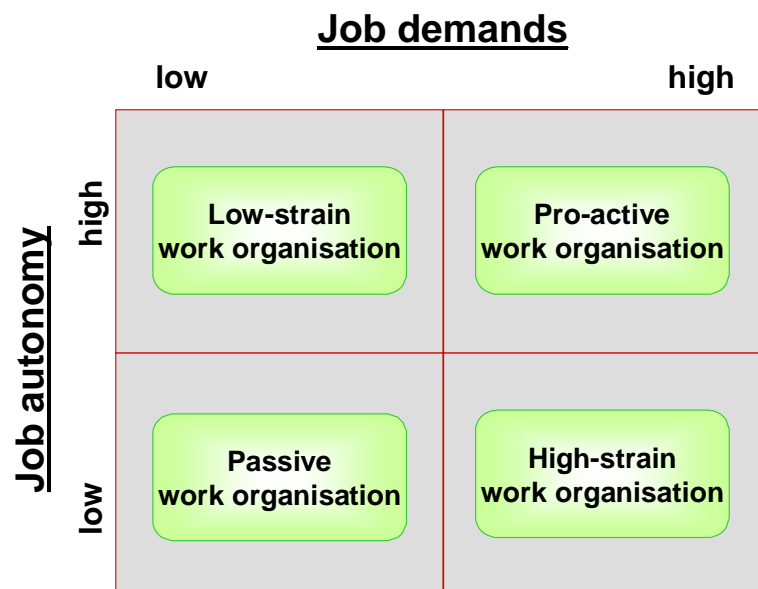 Job demands
low high
high
Low-strain
work organisation
Pro-active
work organisation
Job autonomy
low
Passive
work organisation
High-strain
work organisation